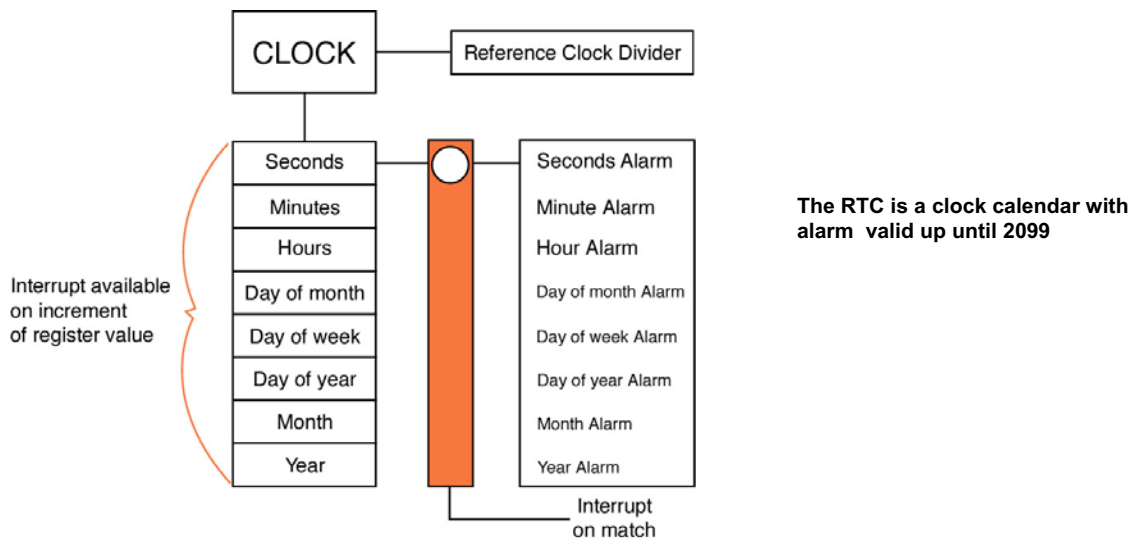 CLOCK
Reference Clock Divider
Seconds
Minutes
Hours
Day of month
Day of week
Day of year
Month
Year
Seconds Alarm
Minute Alarm
Hour Alarm
Day of month Alarm
Day of week Alarm
Day of year Alarm
Month Alarm
Year Alarm
Interrupt available
on increment
of register value
Interrupt
on match
The RTC is a clock calendar with
alarm valid up until 2099